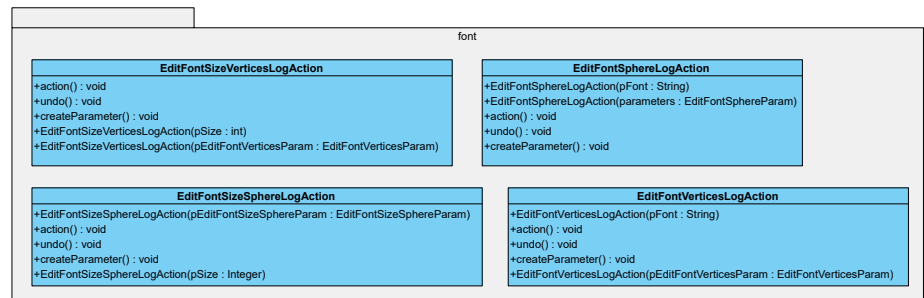 font
EditFontSizeVerticesLogAction
+action() : void
+undo() : void
+createParameter() : void
+EditFontSizeVerticesLogAction(pSize : int)
+EditFontSizeVerticesLogAction(pEditFontVerticesParam : EditFontVerticesParam)
EditFontSphereLogAction
+EditFontSphereLogAction(pFont : String)
+EditFontSphereLogAction(parameters : EditFontSphereParam)
+action() : void
+undo() : void
+createParameter() : void
EditFontSizeSphereLogAction
+EditFontSizeSphereLogAction(pEditFontSizeSphereParam : EditFontSizeSphereParam)
+action() : void
+undo() : void
+createParameter() : void
+EditFontSizeSphereLogAction(pSize : Integer)
EditFontVerticesLogAction
+EditFontVerticesLogAction(pFont : String)
+action() : void
+undo() : void
+createParameter() : void
+EditFontVerticesLogAction(pEditFontVerticesParam : EditFontVerticesParam)